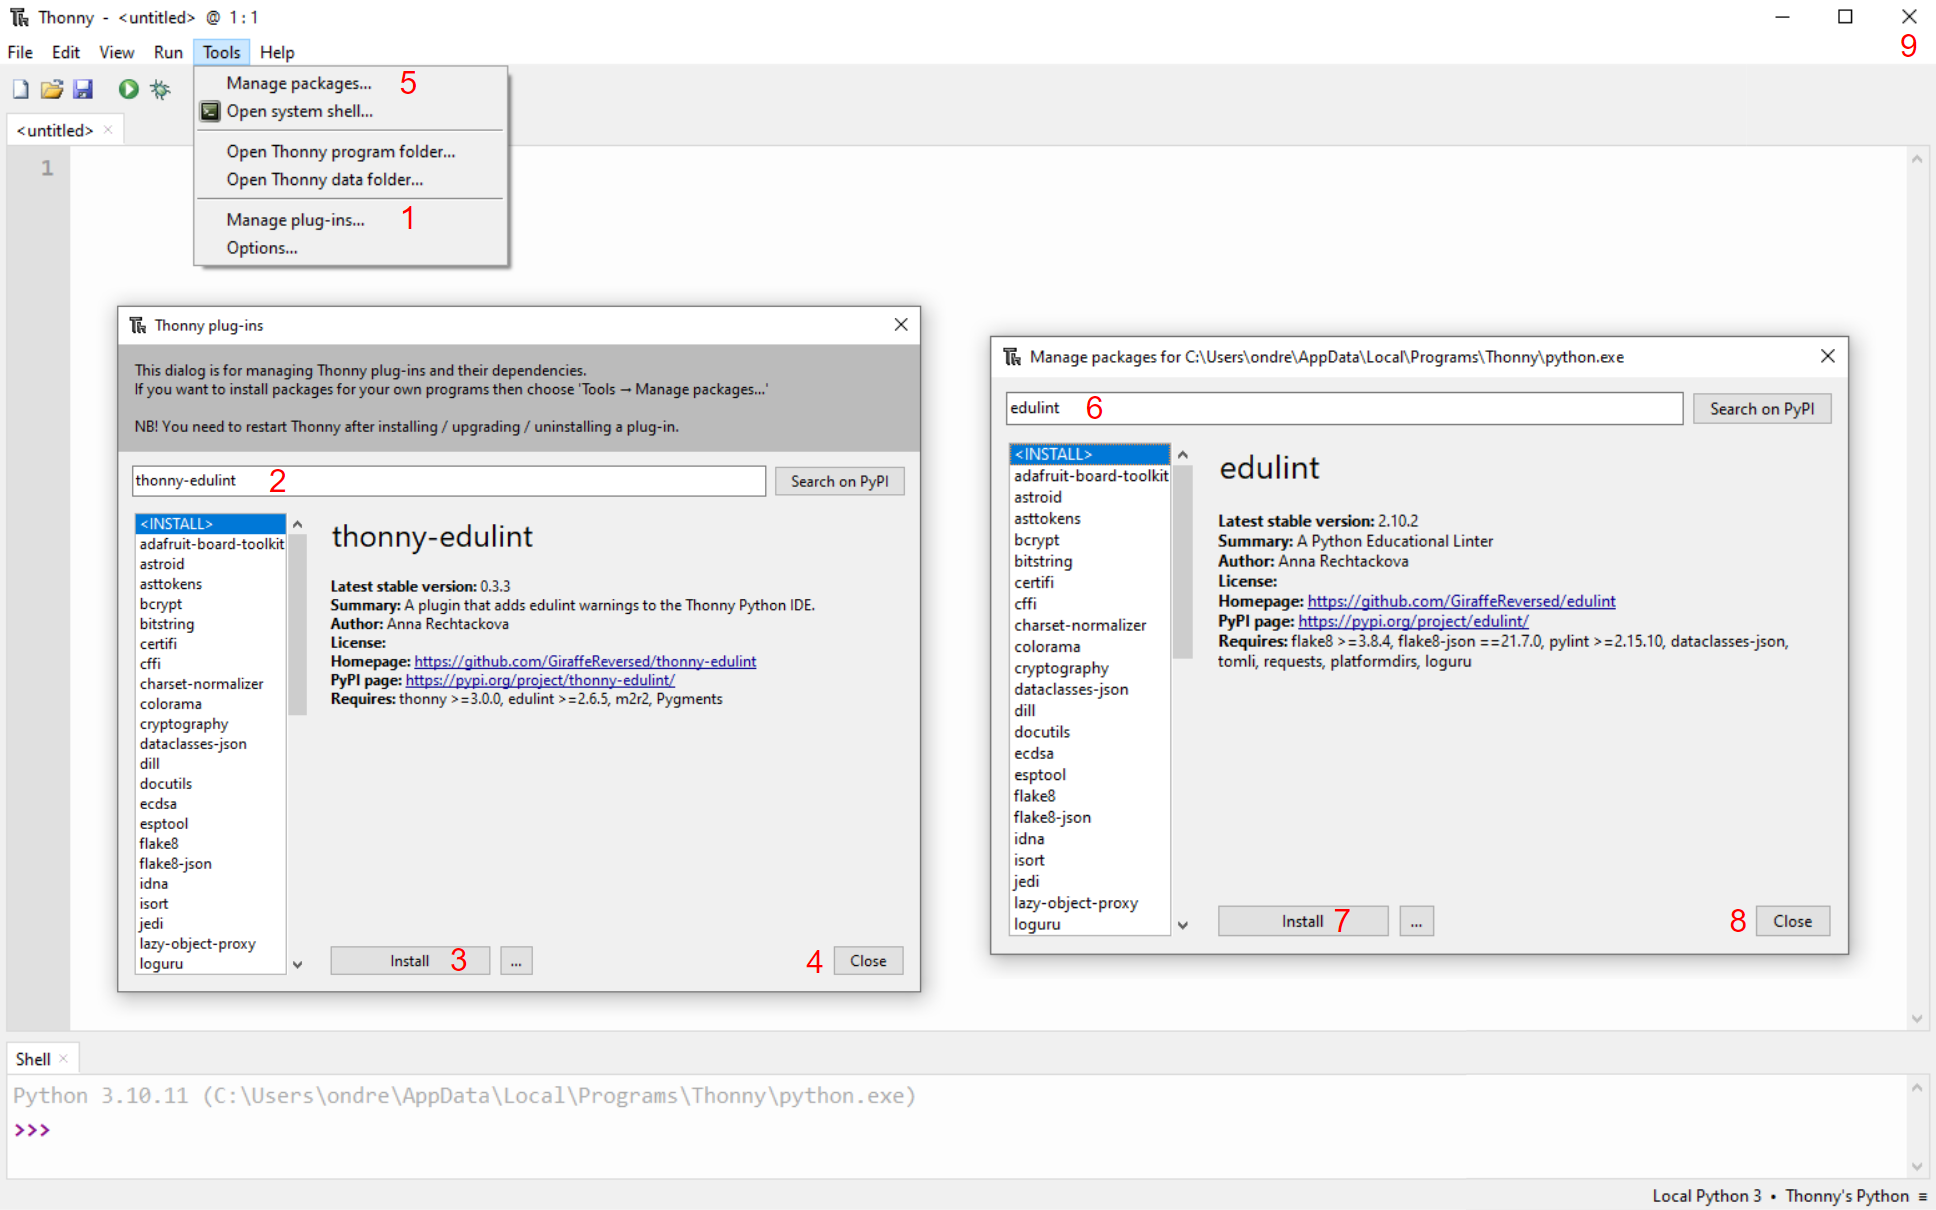 Thonny - <untitled> @ 1 : 1
9
File Edit View Run Tools Help
Manage packages... 5
Open system shell...
<untitled>
1
Open Thonny program folder...
Open Thonny data folder...
Manage plug-ins... 1
Options...
Thonny plug-ins
This dialog is for managing Thonny plug-ins and their dependencies.
If you want to install packages for your own programs then choose 'Tools → Manage packages...'
NB! You need to restart Thonny after installing / upgrading / uninstalling a plug-in.
thonny-edulint 2 Search on PyPI
<INSTALL>
adafruit-board-toolkit
astroid
asttokens
bcrypt
bitstring
certifi
cffi
charset-normalizer
colorama
cryptography
dataclasses-json
dill
docutils
ecdsa
esptool
flake8
flake8-json
idna
isort
jedi
lazy-object-proxy
loguru
thonny-edulint
Latest stable version: 0.3.3
Summary: A plugin that adds edulint warnings to the Thonny Python IDE.
Author: Anna Rechtackova
License:
Homepage: https://github.com/GiraffeReversed/thonny-edulint
PyPI page: https://pypi.org/project/thonny-edulint/
Requires: thonny >=3.0.0, edulint >=2.6.5, m2r2, Pygments
Install 3 ... 4 Close
Manage packages for C:\Users\ondre\AppData\Local\Programs\Thonny\python.exe
edulint 6 Search on PyPI
<INSTALL>
adafruit-board-toolkit
astroid
asttokens
bcrypt
bitstring
certifi
cffi
charset-normalizer
colorama
cryptography
dataclasses-json
dill
docutils
ecdsa
esptool
flake8
flake8-json
idna
isort
jedi
lazy-object-proxy
loguru
edulint
Latest stable version: 2.10.2
Summary: A Python Educational Linter
Author: Anna Rechtackova
License:
Homepage: https://github.com/GiraffeReversed/edulint
PyPI page: https://pypi.org/project/edulint/
Requires: flake8 >=3.8.4, flake8-json ==21.7.0, pylint >=2.15.10, dataclasses-json,
tomli, requests, platformdirs, loguru
Install 7 ... 8 Close
Shell
Python 3.10.11 (C:\Users\ondre\AppData\Local\Programs\Thonny\python.exe)
>>>
Local Python 3 • Thonny's Python ≡